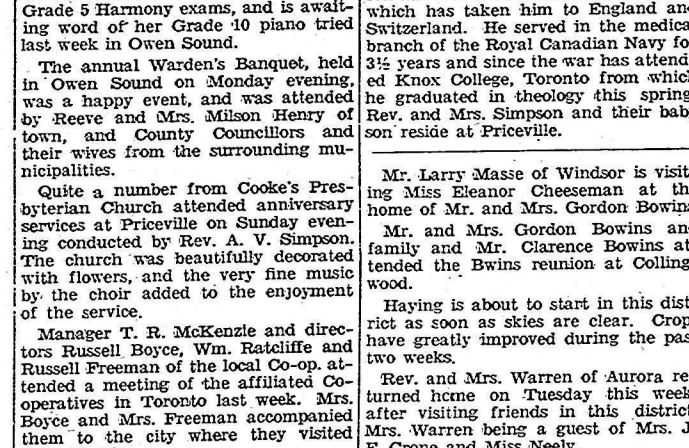 Grade 5 Harmony exams, and is await-
ing word of her Grade 10 piano tried
last week in Owen Sound.
The annual Warden's Banquet, held
in Owen Sound on Monday evening,
was a happy event, and was attended
by Reeve and Mrs. Milson Henry of
town, and County Councillors and
their wives from the surrounding mu-
nicipalities.
Quite a number from Cooke's Pres-
byterian Church attended anniversary
services at Priceville on Sunday even-
ing conducted by Rev. A. V. Simpson.
The church was beautifully decorated
with flowers, and the very fine music
by the choir added to the enjoyment
of the service.
Manager T. R. McKenzie and direc-
tors Russell Boyce, Wm. Ratcliffe and
Russell Freeman of the local Co-op. at-
tended a meeting of the affiliated Co-
operatives in Toronto last week. Mrs.
Boyce and Mrs. Freeman accompanied
them to the city where they visited
which has taken him to England an
Switzerland. He served in the medica
branch of the Royal Canadian Navy fo
3½ years and since the war has attend
ed Knox College, Toronto from whic
he graduated in theology this spring
Rev. and Mrs. Simpson and their bab
son reside at Priceville.
Mr. Larry Masse of Windsor is visit
ing Miss Eleanor Cheeseman at th
home of Mr. and Mrs. Gordon Bowins
Mr. and Mrs. Gordon Bowins an
family and Mr. Clarence Bowins at
tended the Bwins reunion at Colling
wood.
Haying is about to start in this dist
rict as soon as skies are clear. Crop
have greatly improved during the pas
two weeks.
Rev. and Mrs. Warren of Aurora re
turned home on Tuesday this week
after visiting friends in this distric
Mrs. Warren being a guest of Mrs. J
E. Crone and Miss Neely